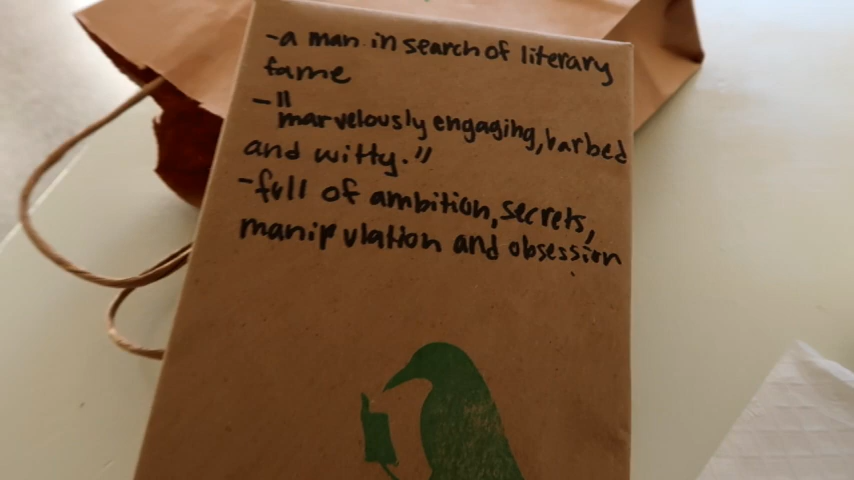 -a man in search of literary
fame
-"marvelously engaging, barbed
and witty."
-full of ambition, secrets,
manipulation and obsession